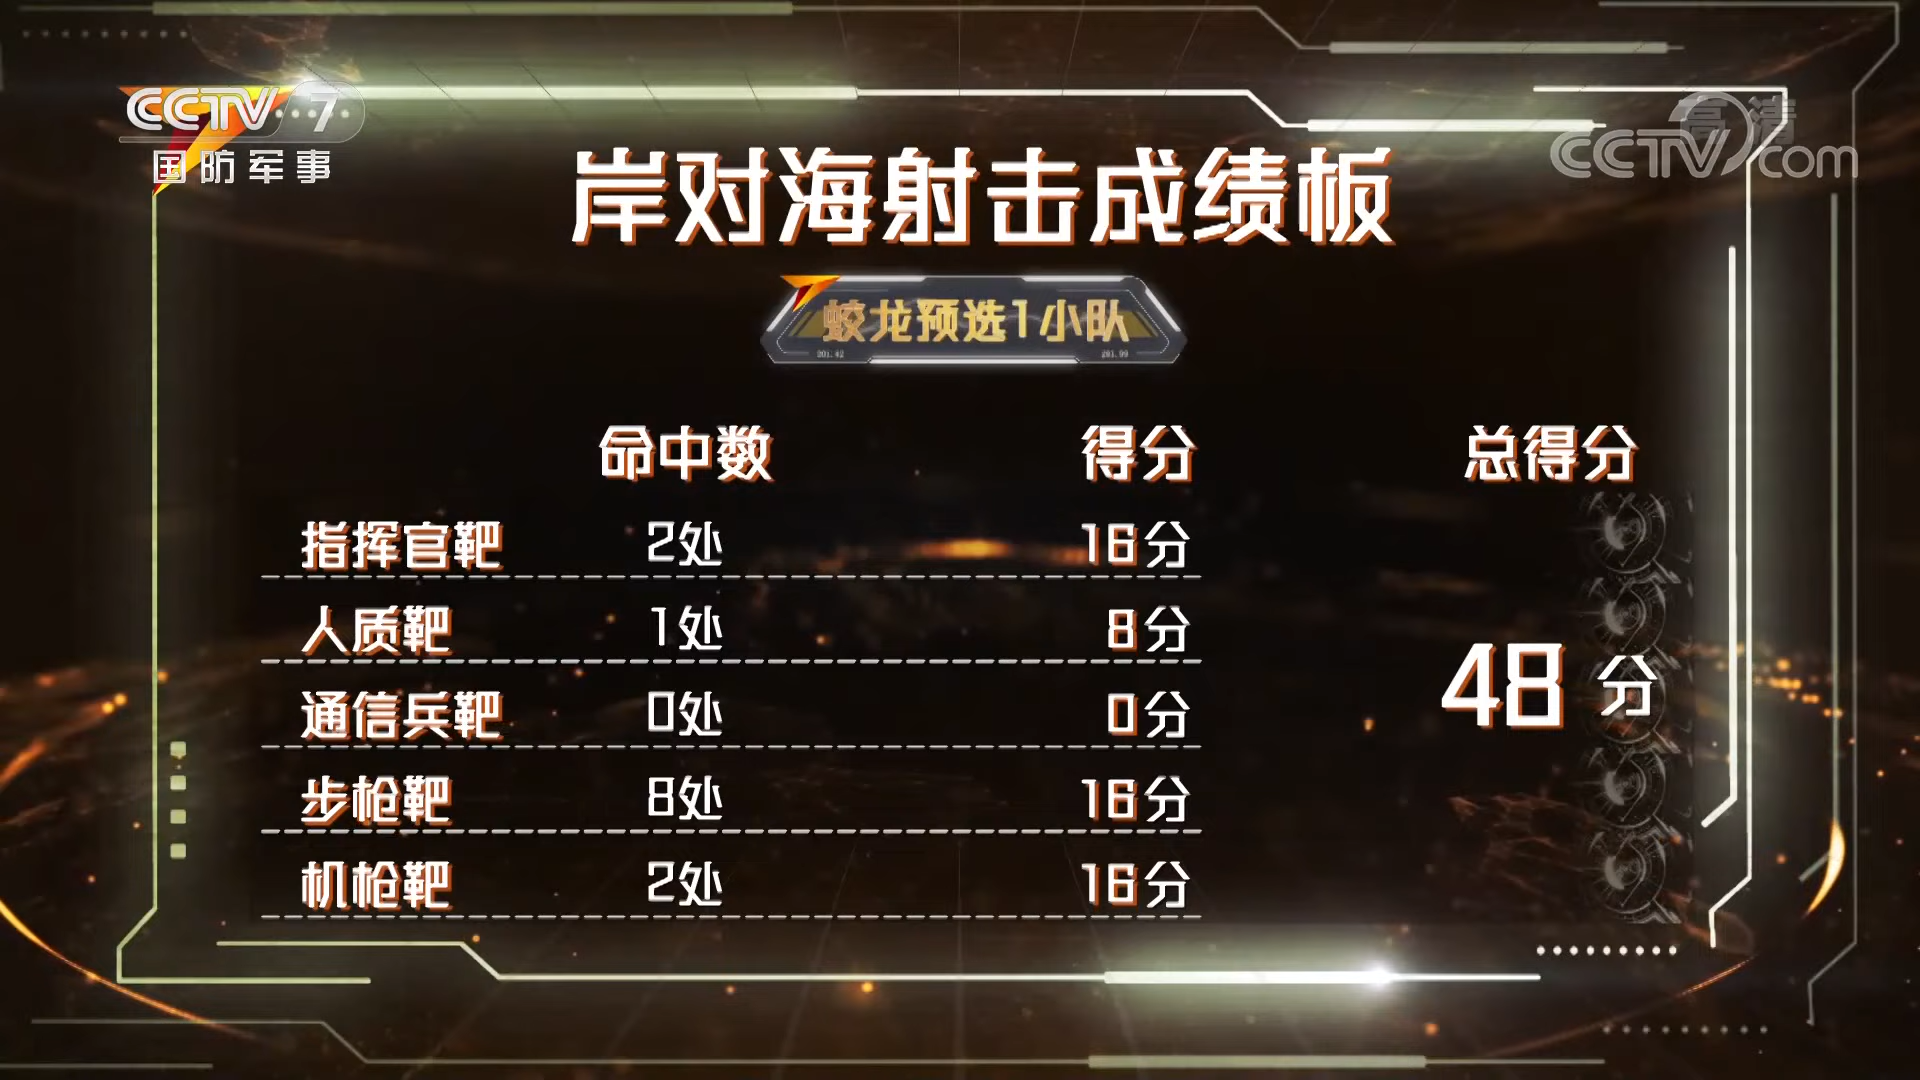 CCTV 7
国防军事
高清
CCTV com
岸对海射击成绩板
蛟龙预选1小队
命中数 得分 总得分
指挥官靶 2处 16分
人质靶 1处 8分
通信兵靶 0处 0分
48分
步枪靶 8处 16分
机枪靶 2处 16分